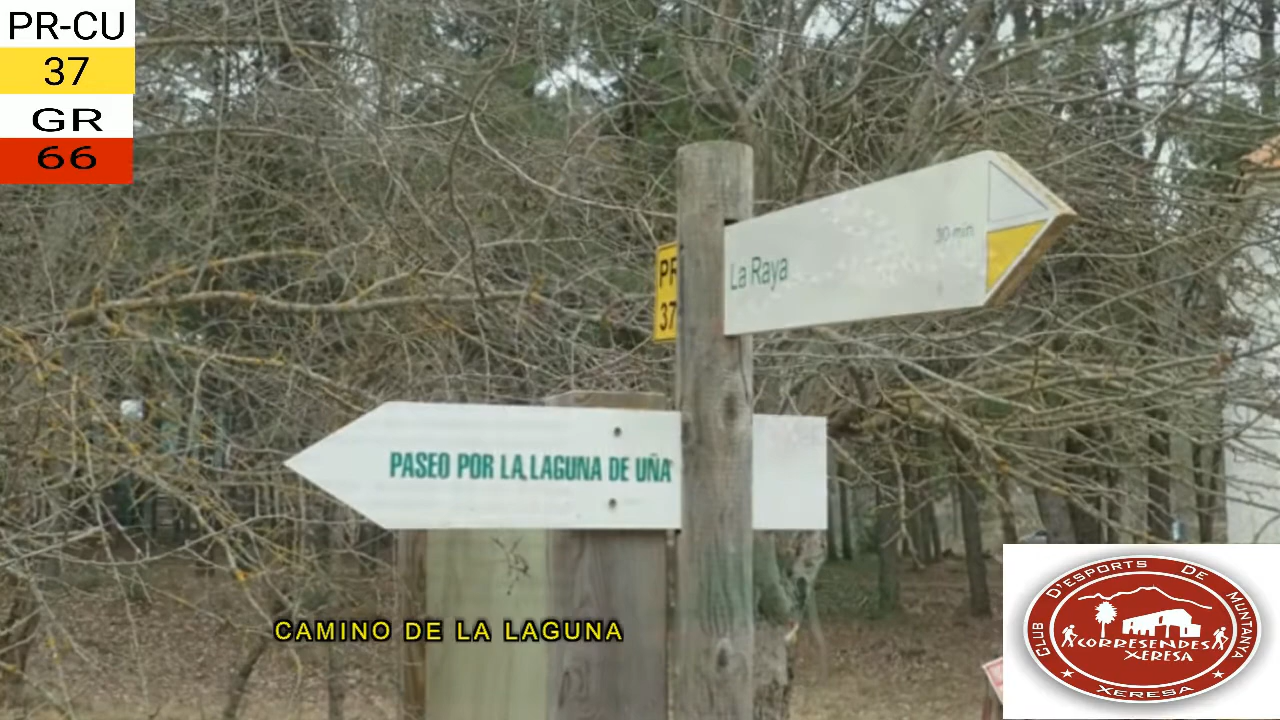 PR-CU
37
GR
66
30 min
La Raya
PR
37
PASEO POR LA LAGUNA DE UÑA
CAMINO DE LA LAGUNA
CLUB D'ESPORTS DE MUNTANYA
CORRESENDES
XERESA
XERESA